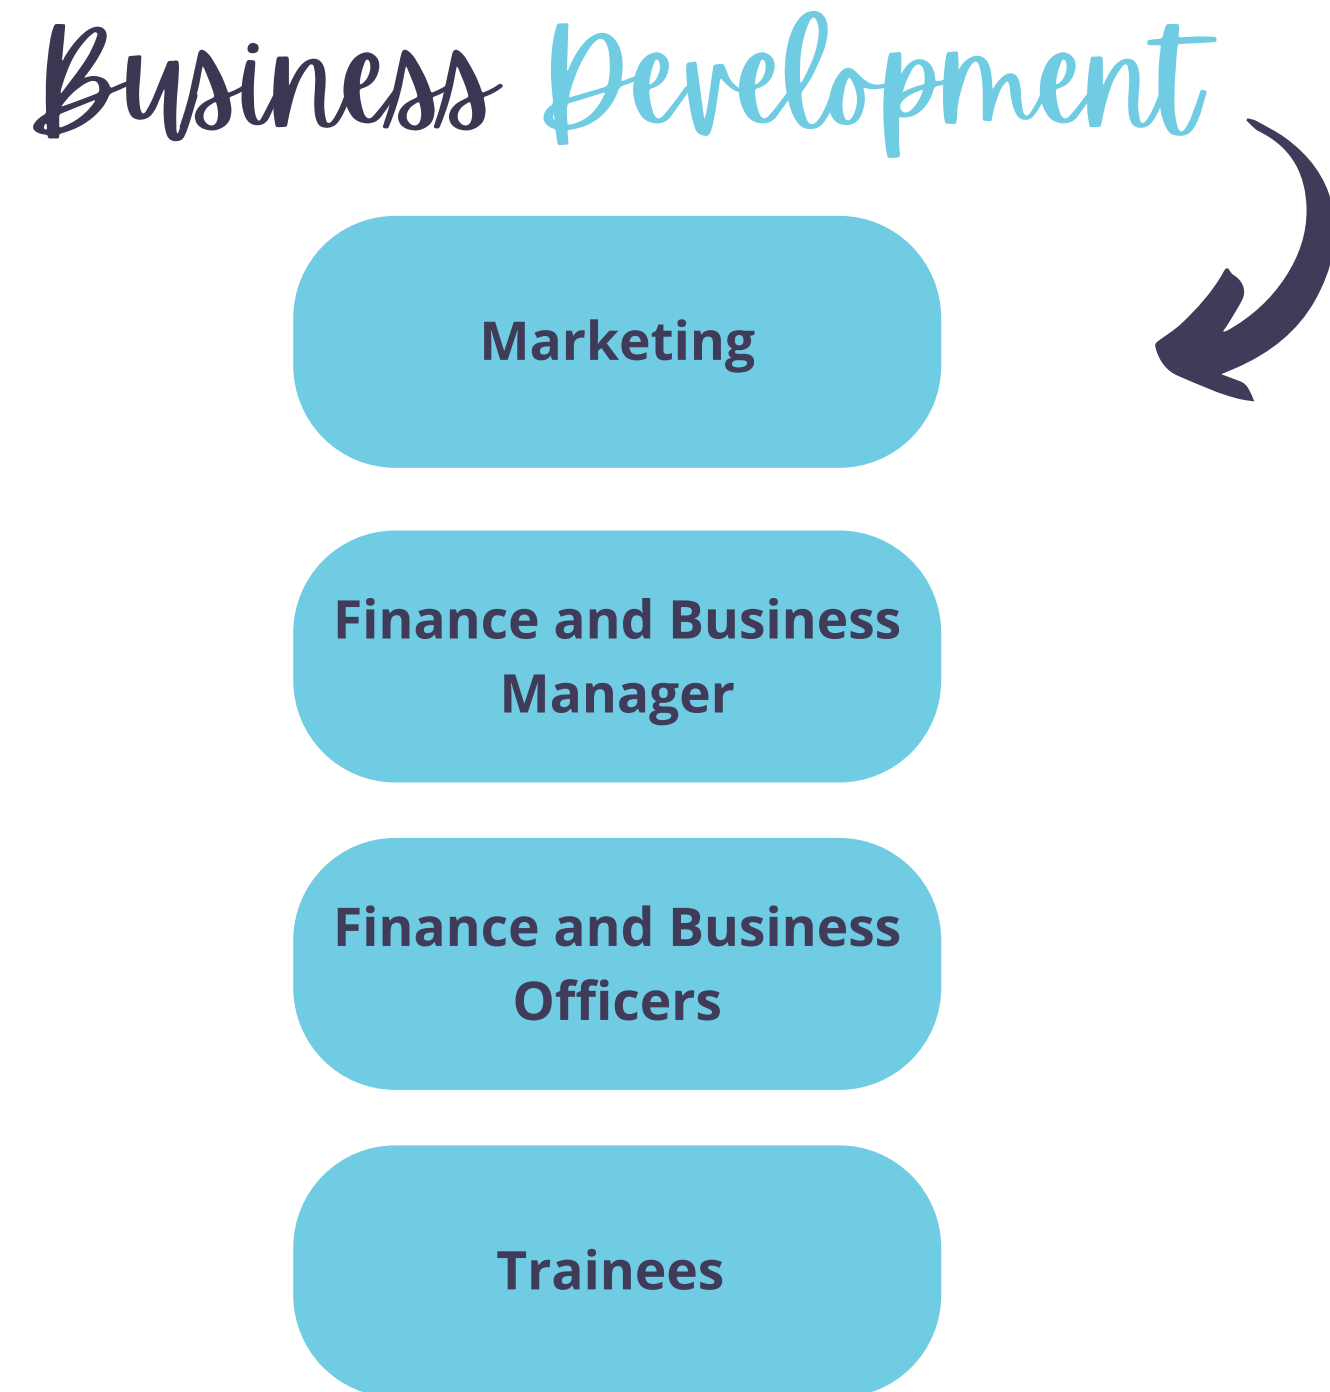 Business Development
Marketing
Finance and Business
Manager
Finance and Business
Officers
Trainees